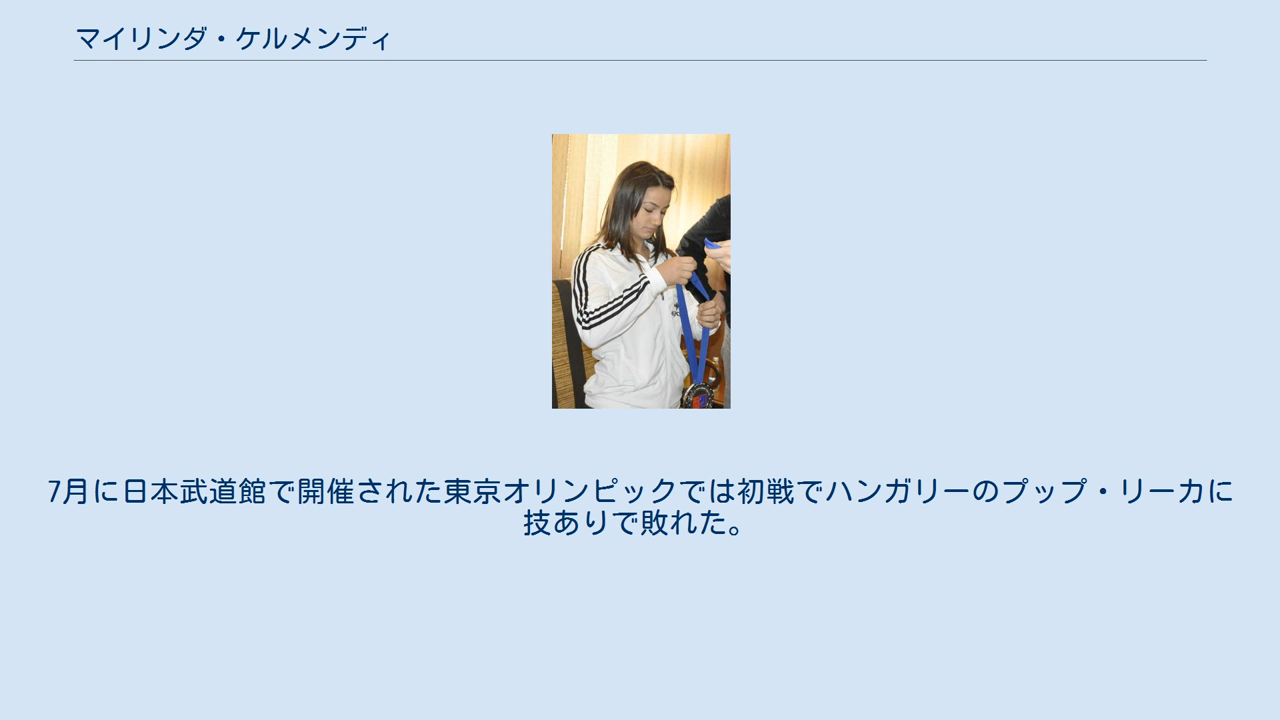 マイリンダ・ケルメンディ
7月に日本武道館で開催された東京オリンピックでは初戦でハンガリーのプップ・リーカに
技ありで敗れた。